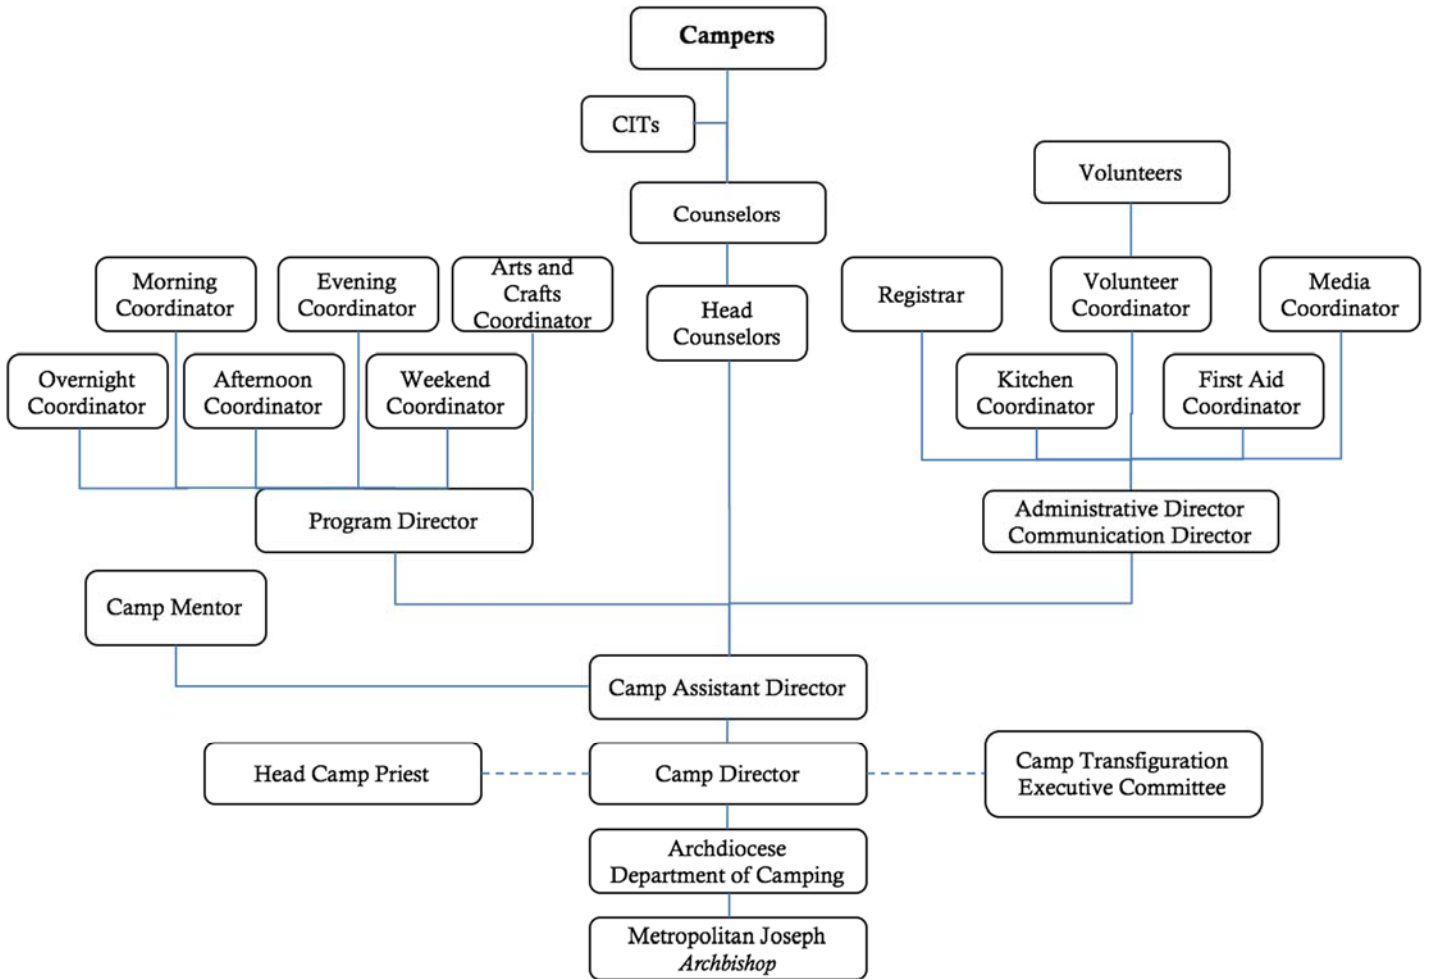 Campers
CITs
Volunteers
Counselors
Morning
Coordinator
Evening
Coordinator
Arts and
Crafts
Coordinator
Head
Counselors
Registrar
Volunteer
Coordinator
Media
Coordinator
Overnight
Coordinator
Afternoon
Coordinator
Weekend
Coordinator
Kitchen
Coordinator
First Aid
Coordinator
Program Director
Administrative Director
Communication Director
Camp Mentor
Camp Assistant Director
Head Camp Priest
Camp Director
Camp Transfiguration
Executive Committee
Archdiocese
Department of Camping
Metropolitan Joseph
Archbishop